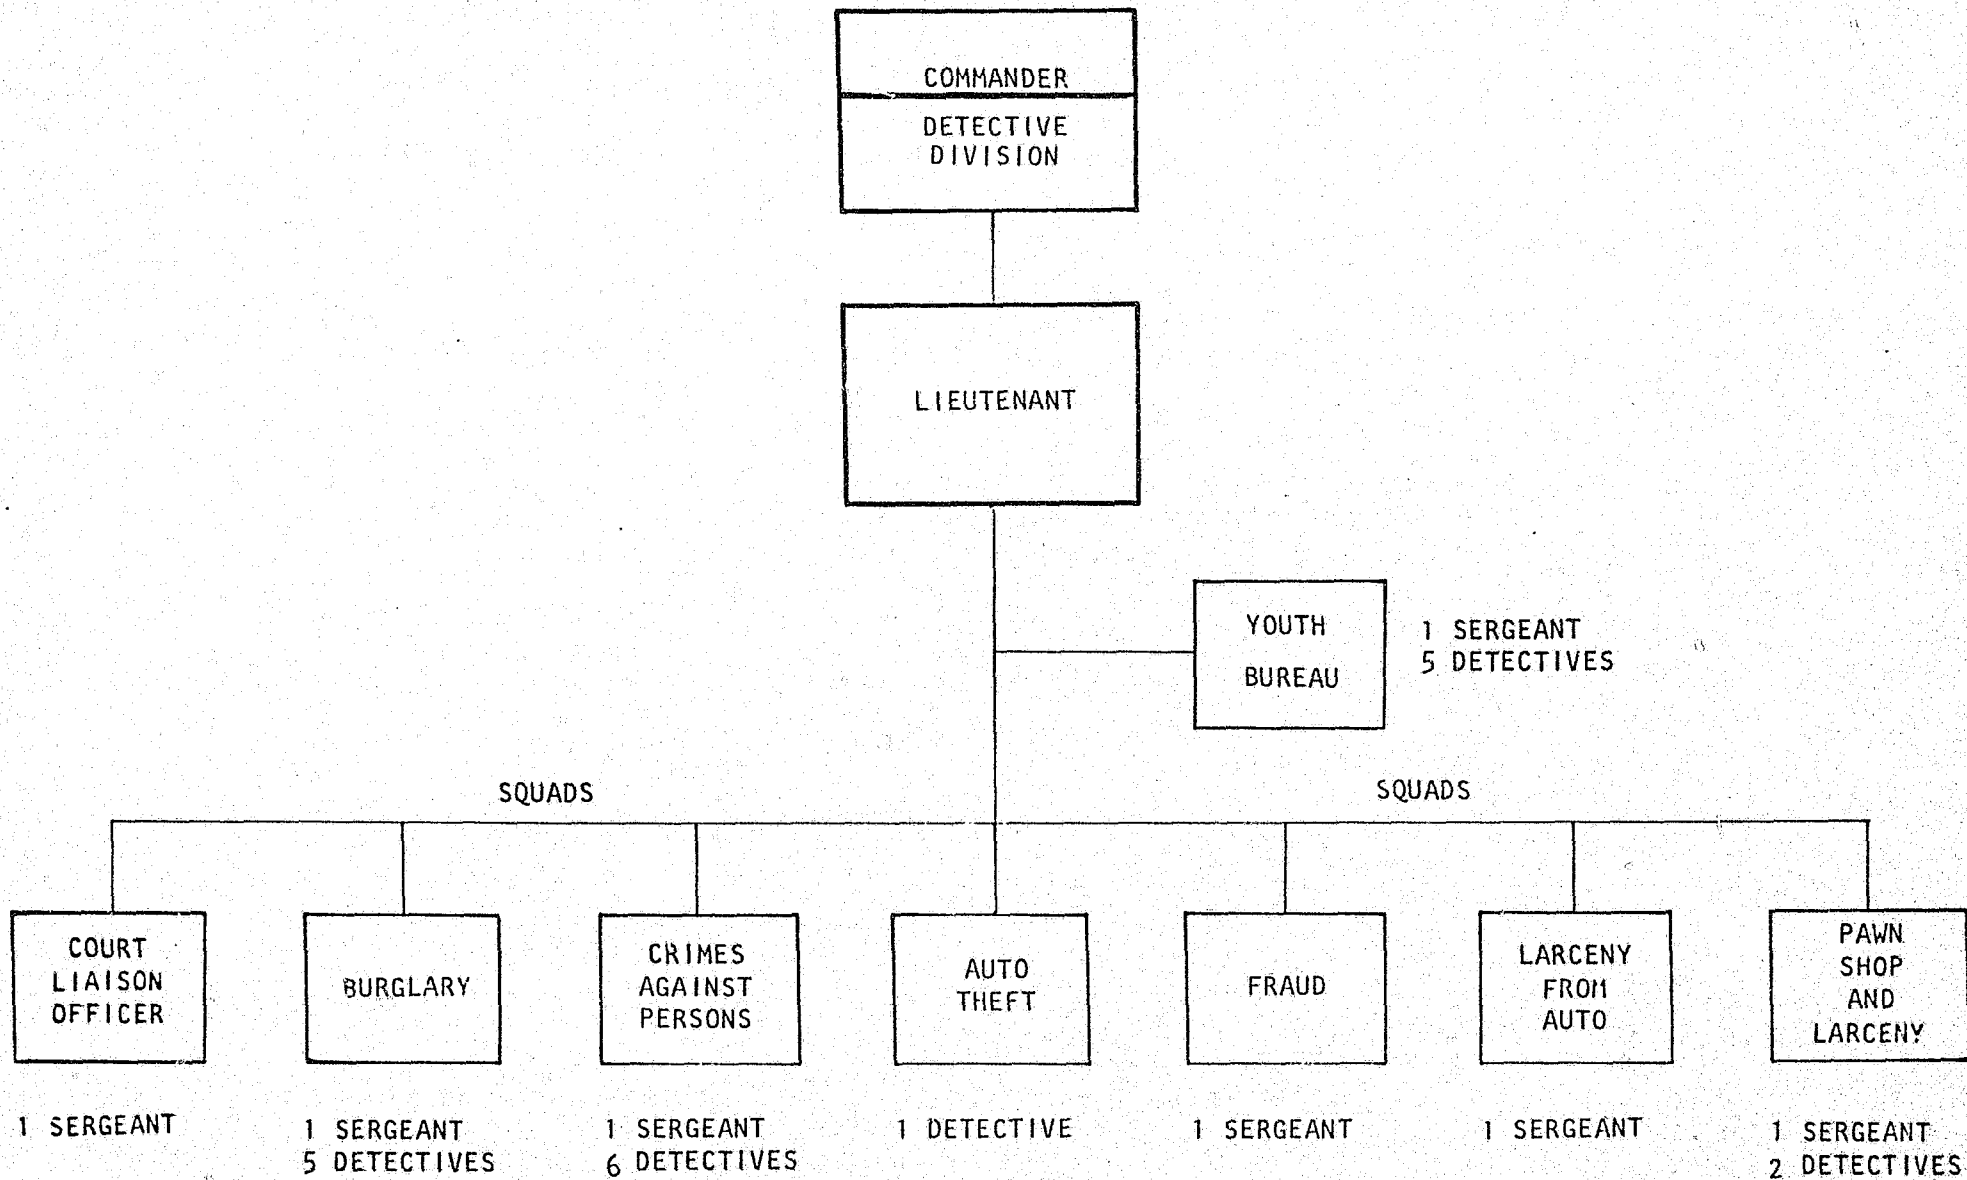 COMMANDER
DETECTIVE
DIVISION
LIEUTENANT
YOUTH
BUREAU
1 SERGEANT
5 DETECTIVES
SQUADS
SQUADS
COURT
LIAISON
OFFICER
BURGLARY
CRIMES
AGAINST
PERSONS
AUTO
THEFT
FRAUD
LARCENY
FROM
AUTO
PAWN
SHOP
AND
LARCENY
1 SERGEANT
1 SERGEANT
5 DETECTIVES
1 SERGEANT
6 DETECTIVES
1 DETECTIVE
1 SERGEANT
1 SERGEANT
1 SERGEANT
2 DETECTIVES